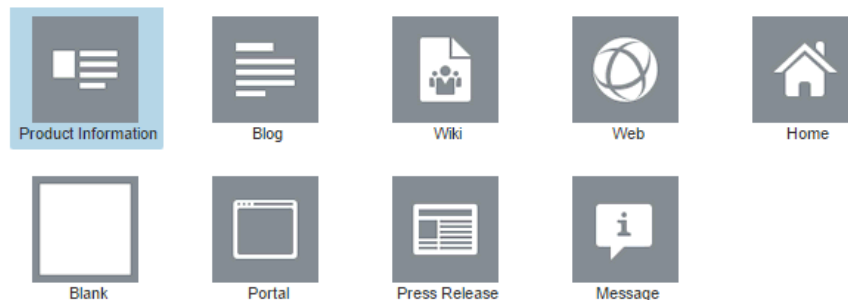 Product Information
Blog
Wiki
Web
Home
Blank
Portal
Press Release
Message